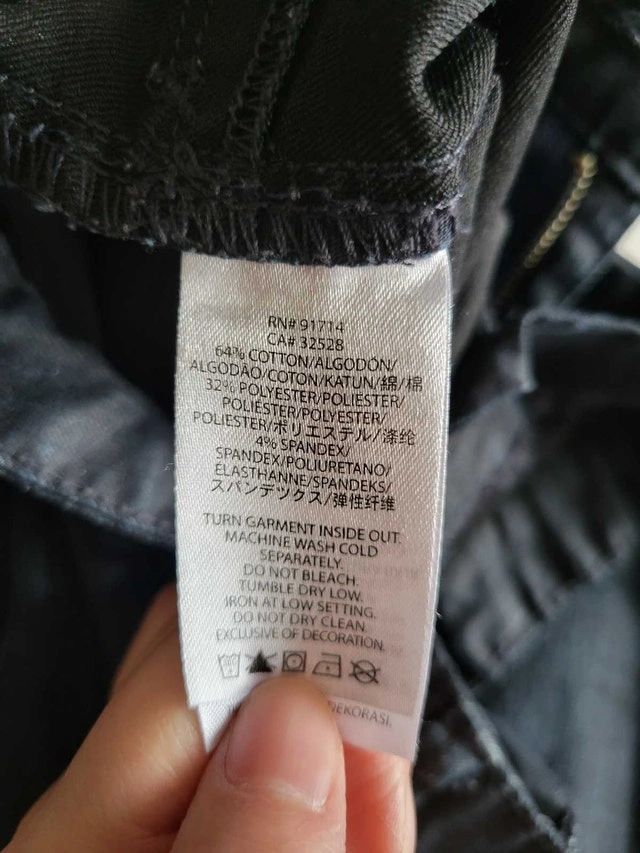 RN# 91714
CA# 32528
64% COTTON/ALGODÓN/
ALGODÃO/COTON/KATUN/綿/棉
32% POLYESTER/POLIESTER/
POLIESTER/POLYESTER/
POLIESTER/ポリエステル/涤纶
4% SPANDEX/
SPANDEX/POLIURETANO/
ÉLASTHANNE/SPANDEKS/
スパンデックス/弹性纤维
TURN GARMENT INSIDE OUT.
MACHINE WASH COLD
SEPARATELY.
DO NOT BLEACH.
TUMBLE DRY LOW.
IRON AT LOW SETTING.
DO NOT DRY CLEAN.
EXCLUSIVE OF DECORATION.
DEKORASI.